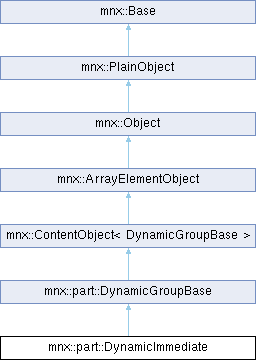 mnx::Base
mnx::PlainObject
mnx::Object
mnx::ArrayElementObject
mnx::ContentObject< DynamicGroupBase >
mnx::part::DynamicGroupBase
mnx::part::DynamicImmediate